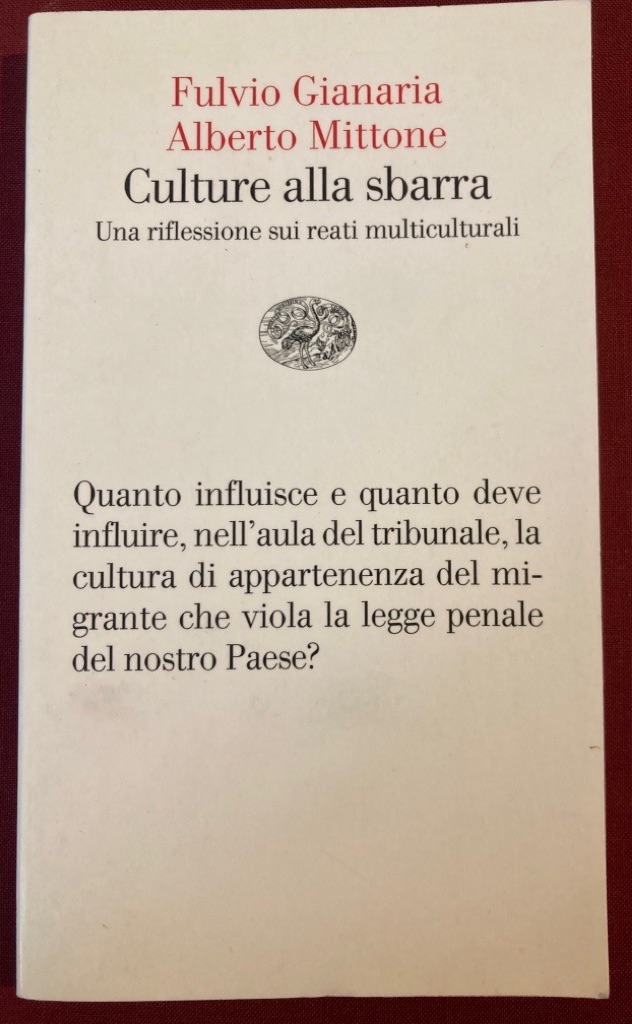 Fulvio Gianaria
Alberto Mittone
Culture alla sbarra
Una riflessione sui reati multiculturali
Quanto influisce e quanto deve
influire, nell’aula del tribunale, la
cultura di appartenenza del mi-
grante che viola la legge penale
del nostro Paese?